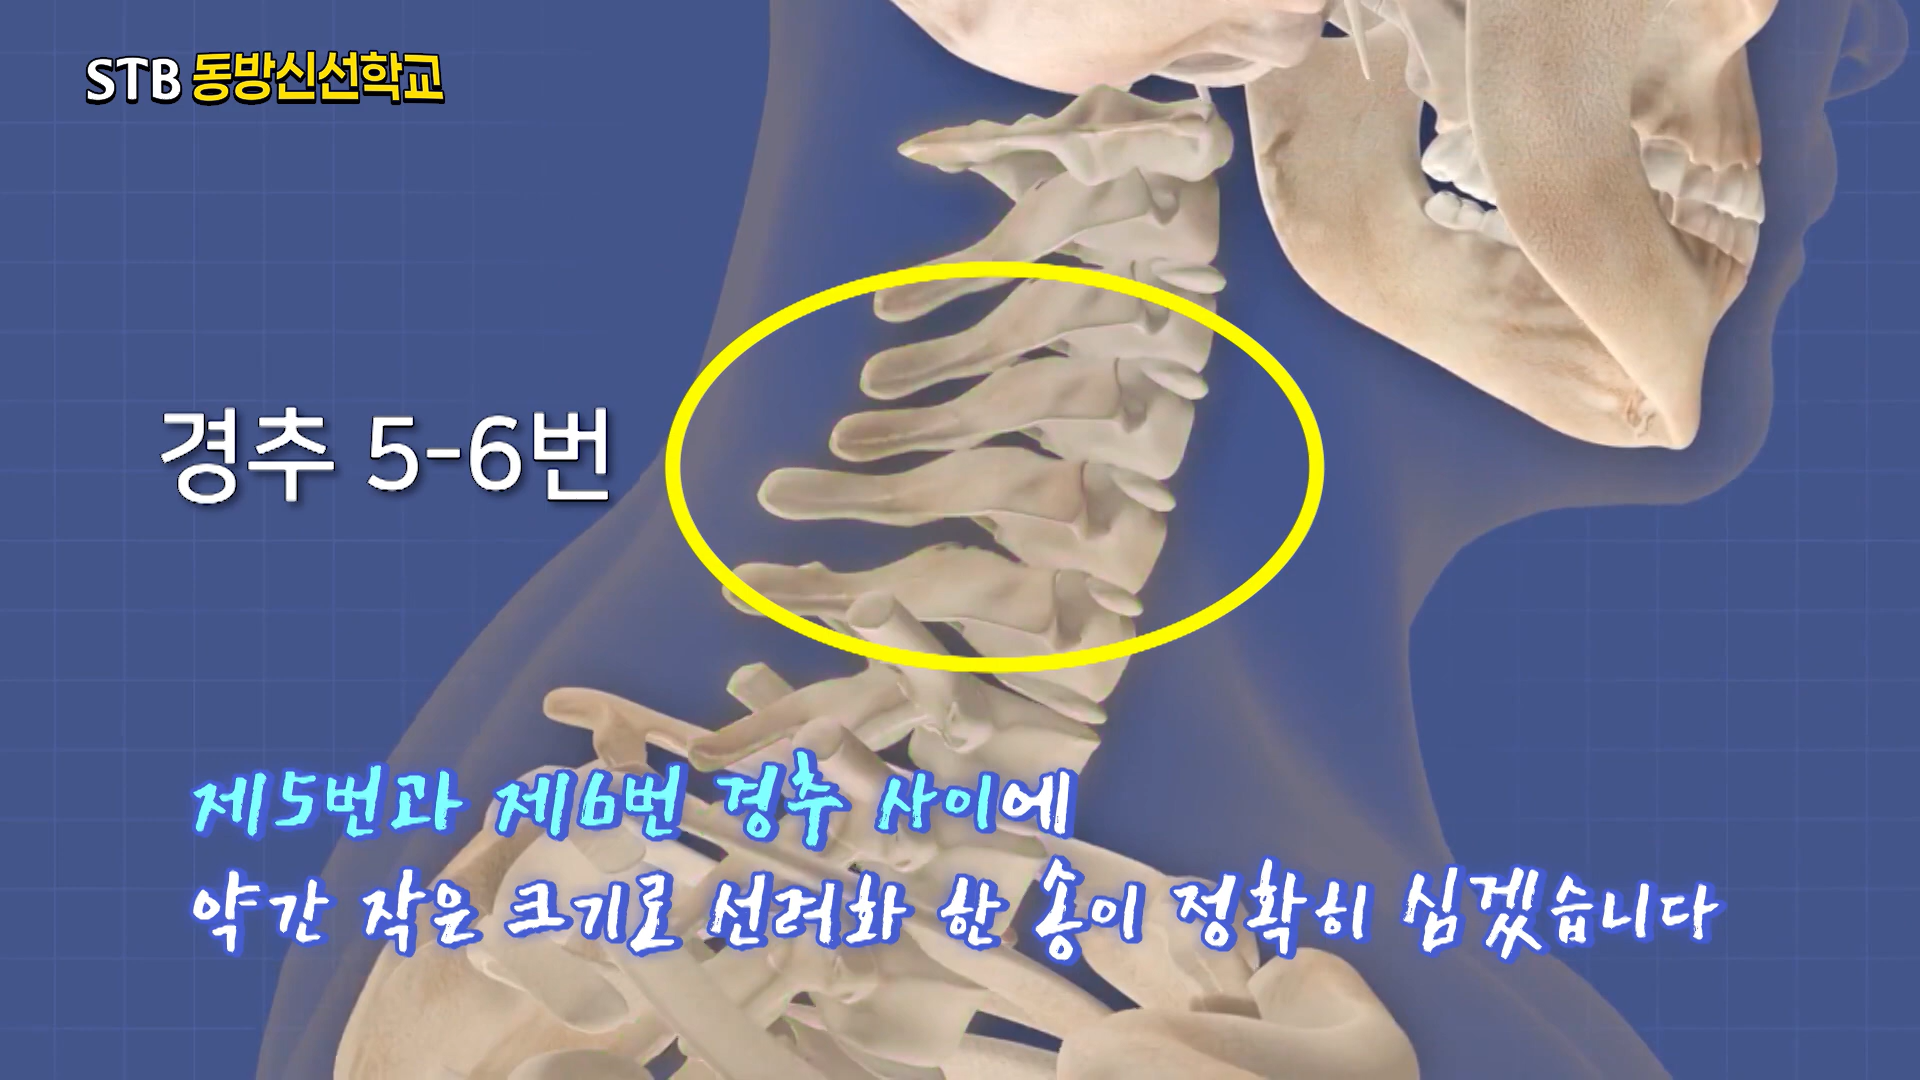 STB 동방신선학교
경추 5-6번
제5번과 제6번 경추 사이에
약간 작은 크기로 선려화 한 송이 정확히 심겠습니다